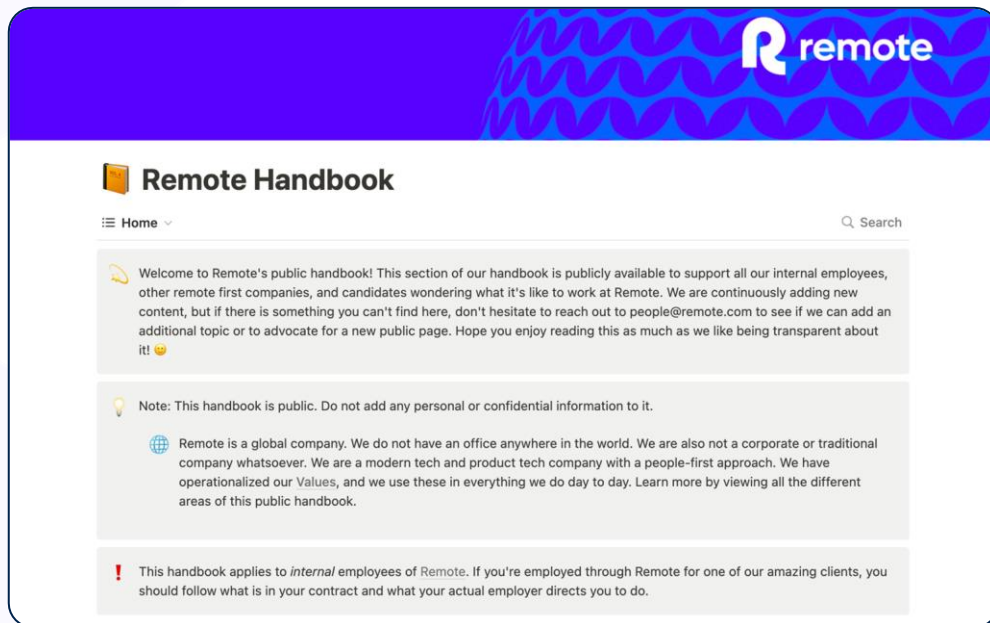 remote
Remote Handbook
Home
Search
Welcome to Remote's public handbook! This section of our handbook is publicly available to support all our internal employees,
other remote first companies, and candidates wondering what it's like to work at Remote. We are continuously adding new
content, but if there is something you can't find here, don't hesitate to reach out to people@remote.com to see if we can add an
additional topic or to advocate for a new public page. Hope you enjoy reading this as much as we like being transparent about
it! 😀
Note: This handbook is public. Do not add any personal or confidential information to it.
Remote is a global company. We do not have an office anywhere in the world. We are also not a corporate or traditional
company whatsoever. We are a modern tech and product tech company with a people-first approach. We have
operationalized our Values, and we use these in everything we do day to day. Learn more by viewing all the different
areas of this public handbook.
This handbook applies to internal employees of Remote. If you're employed through Remote for one of our amazing clients, you
should follow what is in your contract and what your actual employer directs you to do.